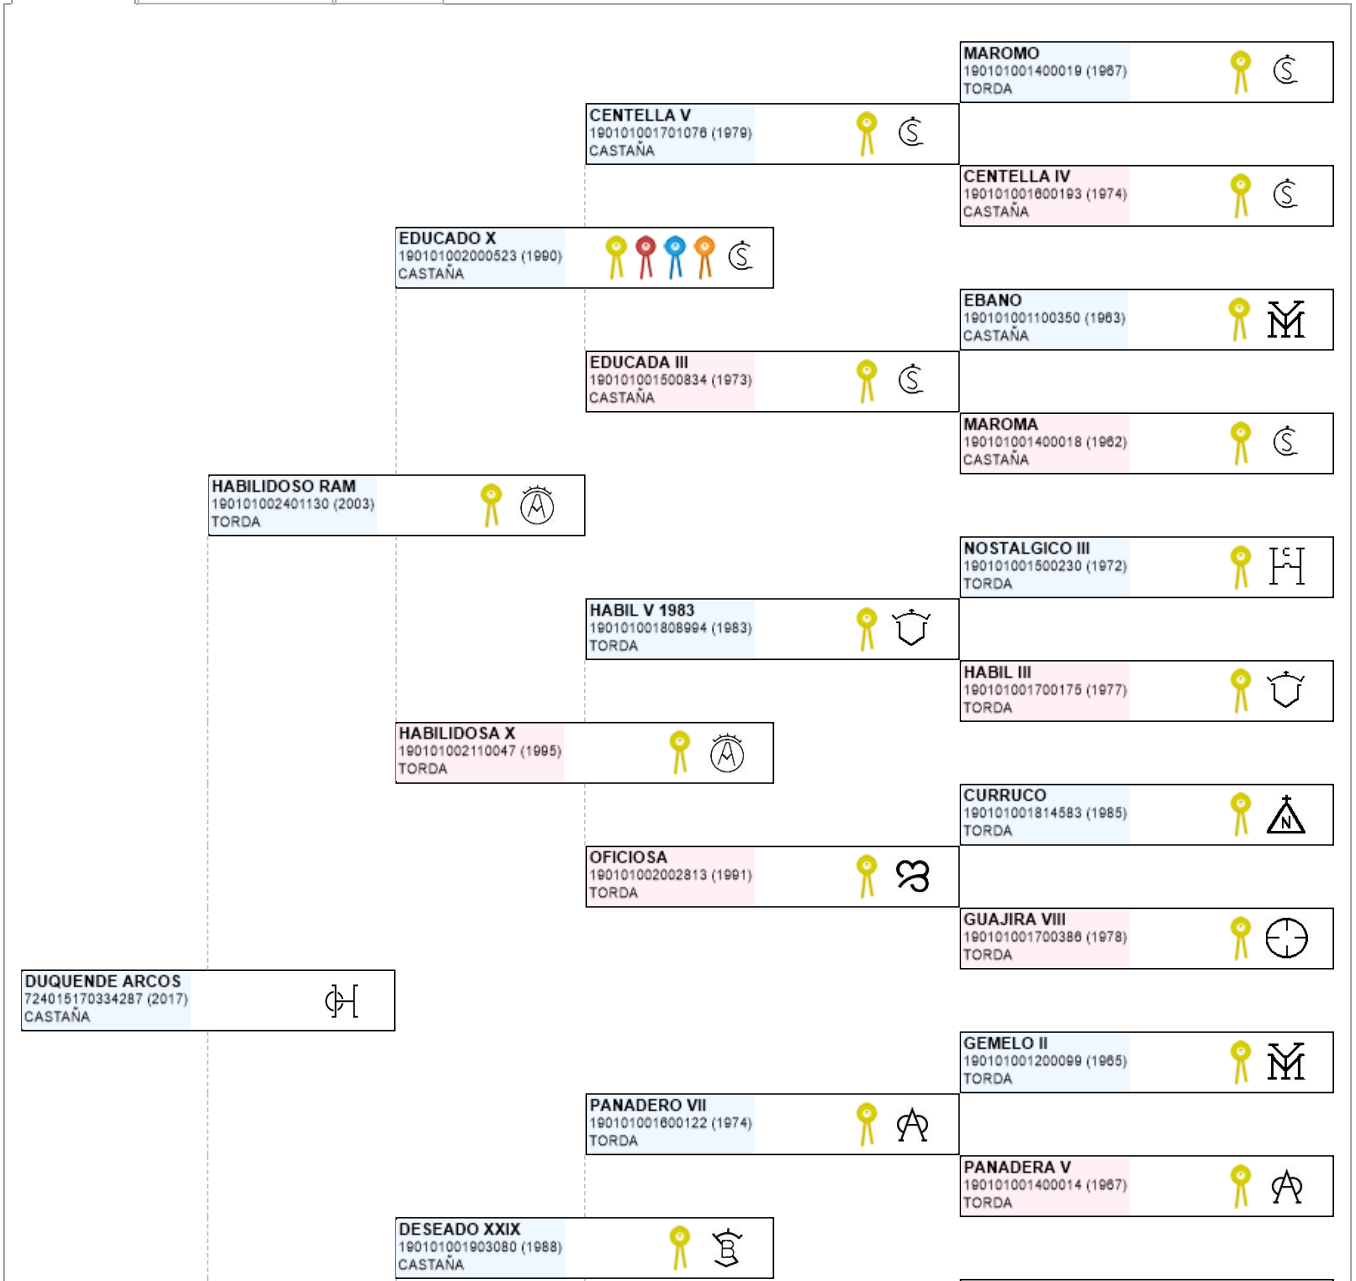 MAROMO
190101001400019 (1967)
TORDA
CENTELLA V
190101001701076 (1979)
CASTAÑA
CENTELLA IV
190101001600193 (1974)
CASTAÑA
EDUCADO X
190101002000523 (1990)
CASTAÑA
EBANO
190101001100350 (1963)
CASTAÑA
EDUCADA III
190101001500834 (1973)
CASTAÑA
MAROMA
190101001400018 (1962)
CASTAÑA
HABILIDOSO RAM
190101002401130 (2003)
TORDA
NOSTALGICO III
190101001500230 (1972)
TORDA
HABIL V 1983
190101001808994 (1983)
TORDA
HABIL III
190101001700175 (1977)
TORDA
HABILIDOSA X
190101002110047 (1995)
TORDA
CURRUCO
190101001814583 (1985)
TORDA
OFICIOSA
190101002002813 (1991)
TORDA
GUAJIRA VIII
190101001700386 (1978)
TORDA
DUQUENDE ARCOS
724015170334287 (2017)
CASTAÑA
GEMELO II
190101001200099 (1965)
TORDA
PANADERO VII
190101001600122 (1974)
TORDA
PANADERA V
190101001400014 (1967)
TORDA
DESEADO XXIX
190101001903080 (1988)
CASTAÑA